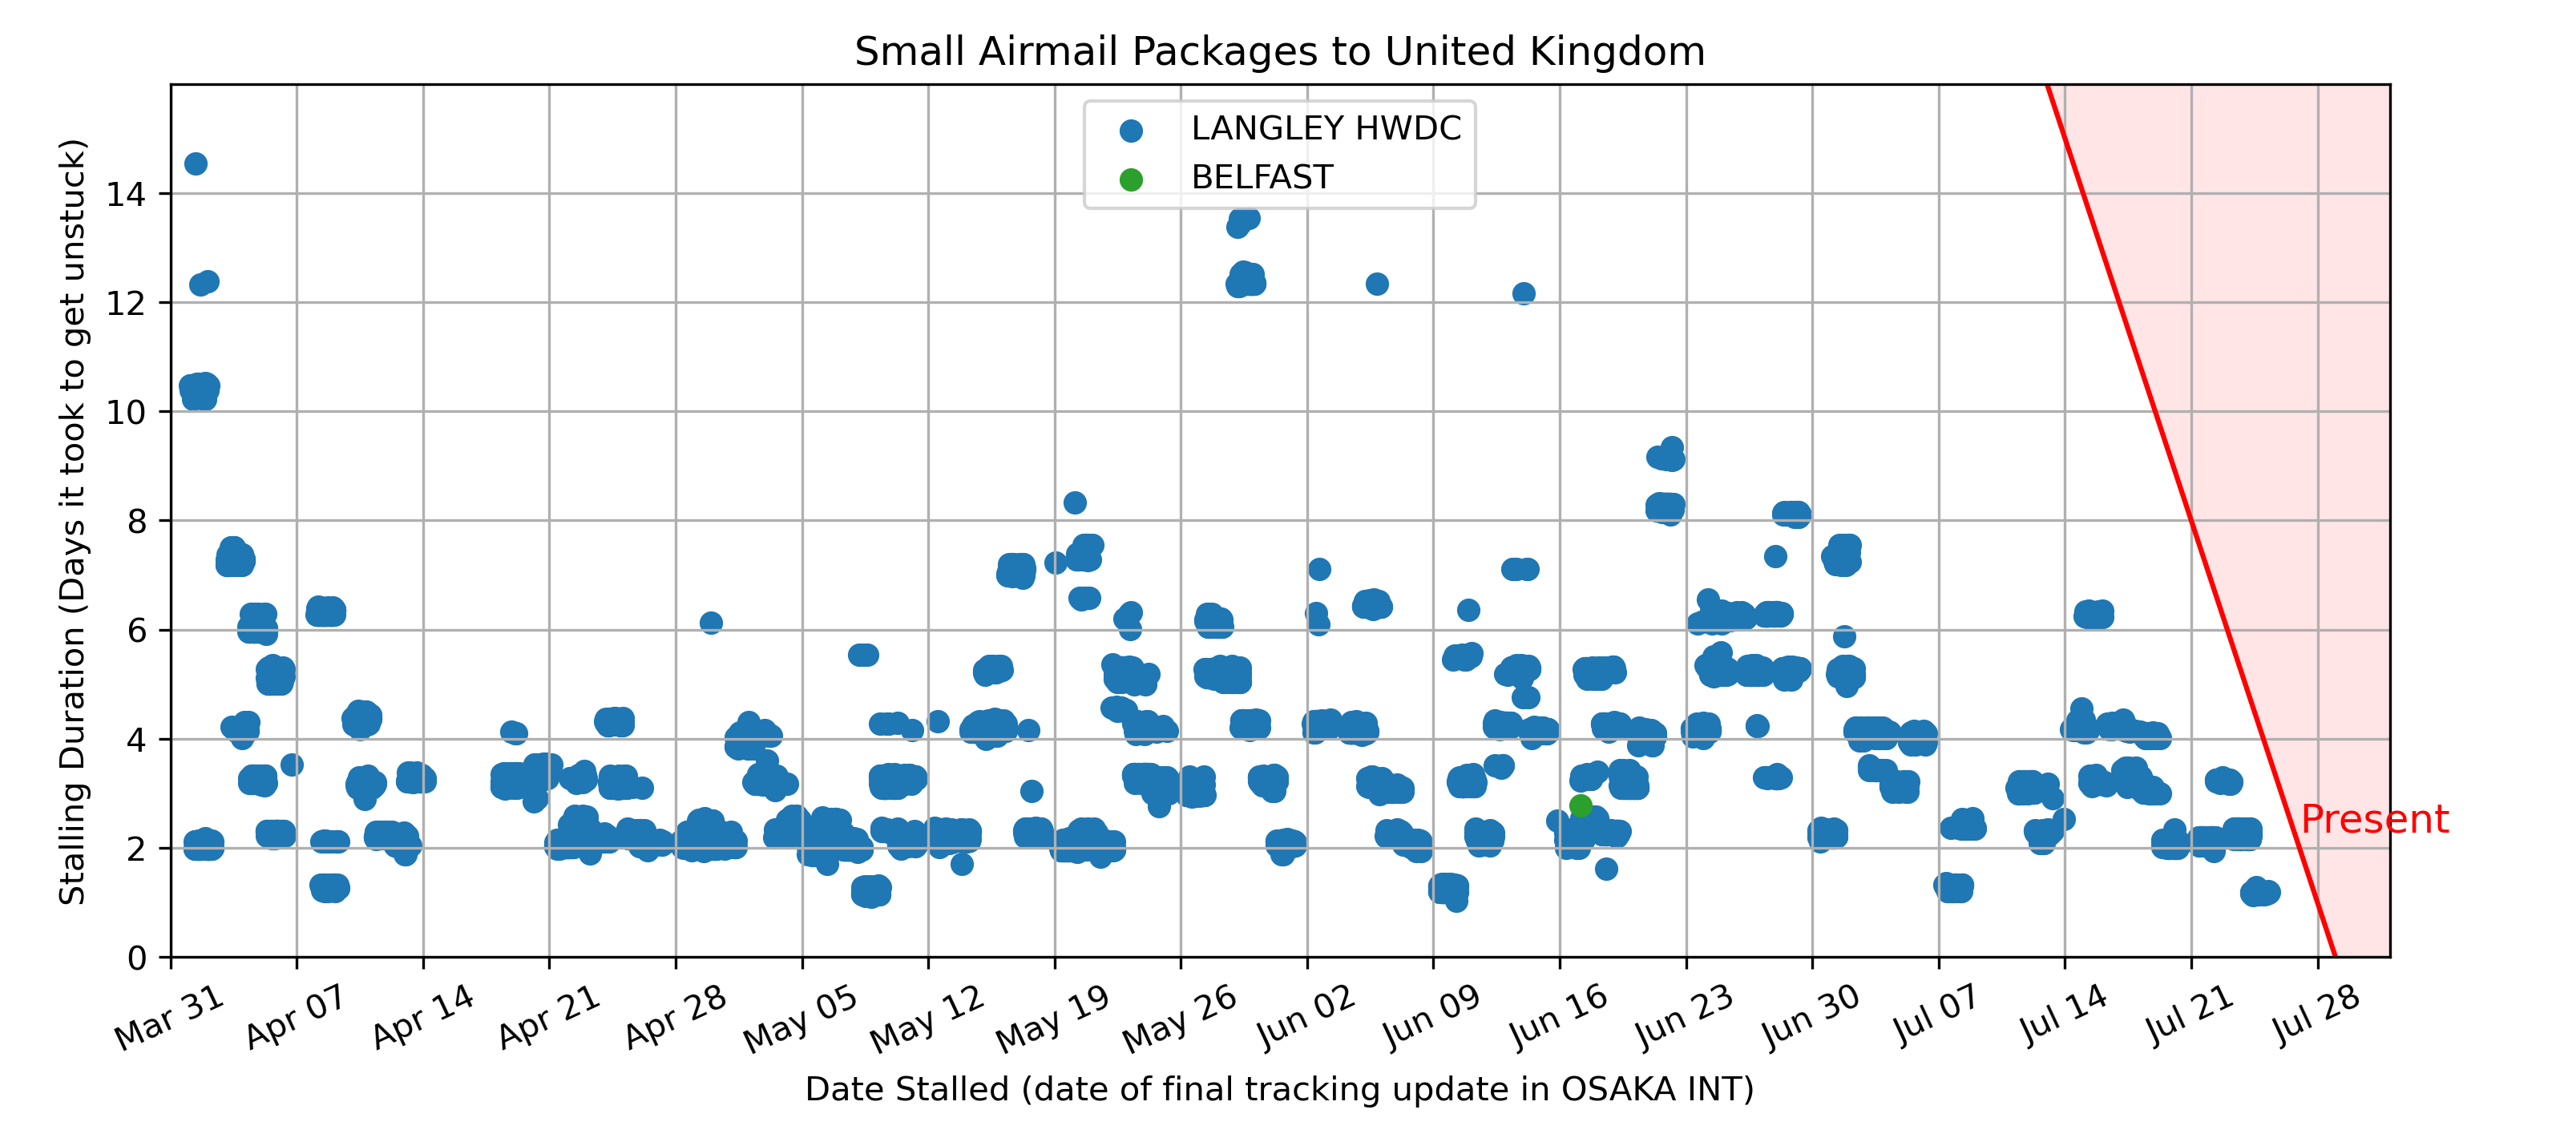 Small Airmail Packages to United Kingdom
LANGLEY HWDC
BELFAST
Stalling Duration (Days it took to get unstuck)
14
12
10
8
6
4
2
0
Present
Mar 31
Apr 07
Apr 14
Apr 21
Apr 28
May 05
May 12
May 19
May 26
Jun 02
Jun 09
Jun 16
Jun 23
Jun 30
Jul 07
Jul 14
Jul 21
Jul 28
Date Stalled (date of final tracking update in OSAKA INT)